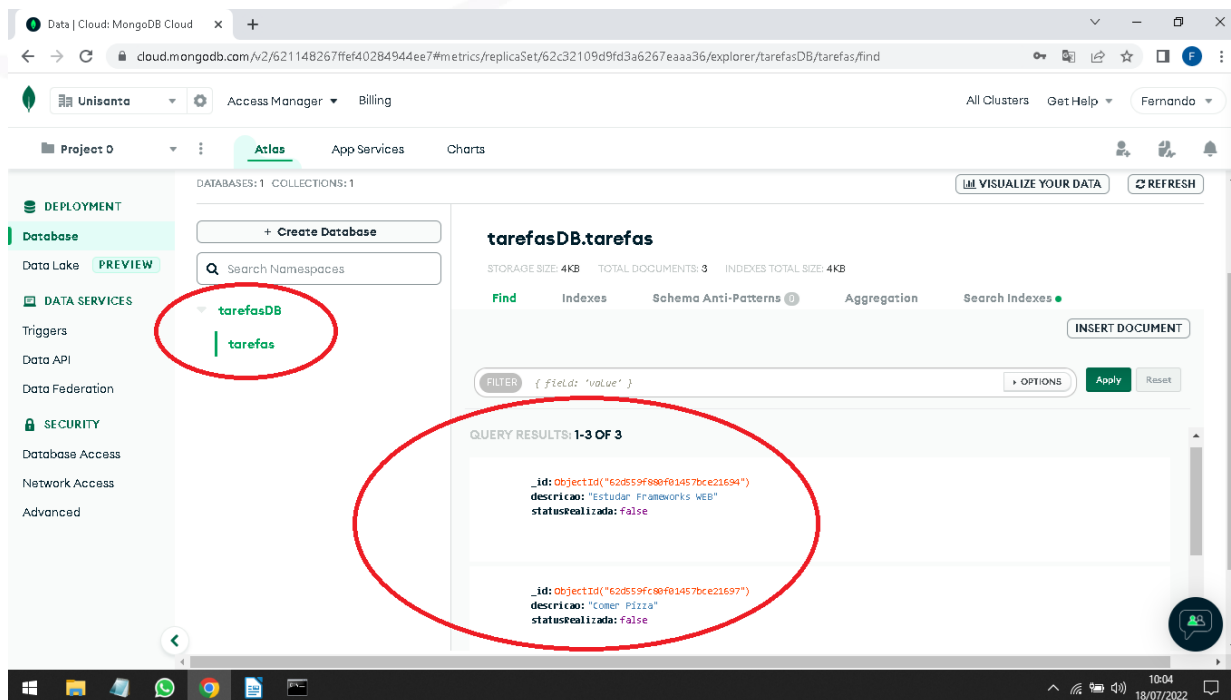 Data | Cloud: MongoDB Cloud
cloud.mongodb.com/v2/621148267ffef40284944ee7#metrics/replicaSet/62c32109d9fd3a6267eaaa36/explorer/tarefasDB/tarefas/find
F
Unisanta Access Manager Billing All Clusters Get Help Fernando
Project 0 Atlas App Services Charts
DATABASES: 1 COLLECTIONS: 1 VISUALIZE YOUR DATA REFRESH
DEPLOYMENT
Database
Data Lake PREVIEW
DATA SERVICES
Triggers
Data API
Data Federation
SECURITY
Database Access
Network Access
Advanced
+ Create Database
Search Namespaces
tarefasDB
tarefas
tarefasDB.tarefas
STORAGE SIZE: 4KB TOTAL DOCUMENTS: 3 INDEXES TOTAL SIZE: 4KB
Find Indexes Schema Anti-Patterns 0 Aggregation Search Indexes
INSERT DOCUMENT
FILTER { field: 'value' } OPTIONS Apply Reset
QUERY RESULTS: 1-3 OF 3
_id: ObjectId("62d559f880f01457bce21694")
descricao: "Estudar Frameworks WEB"
statusRealizada: false
_id: ObjectId("62d559fc80f01457bce21697")
descricao: "Comer Pizza"
statusRealizada: false
10:04
18/07/2022